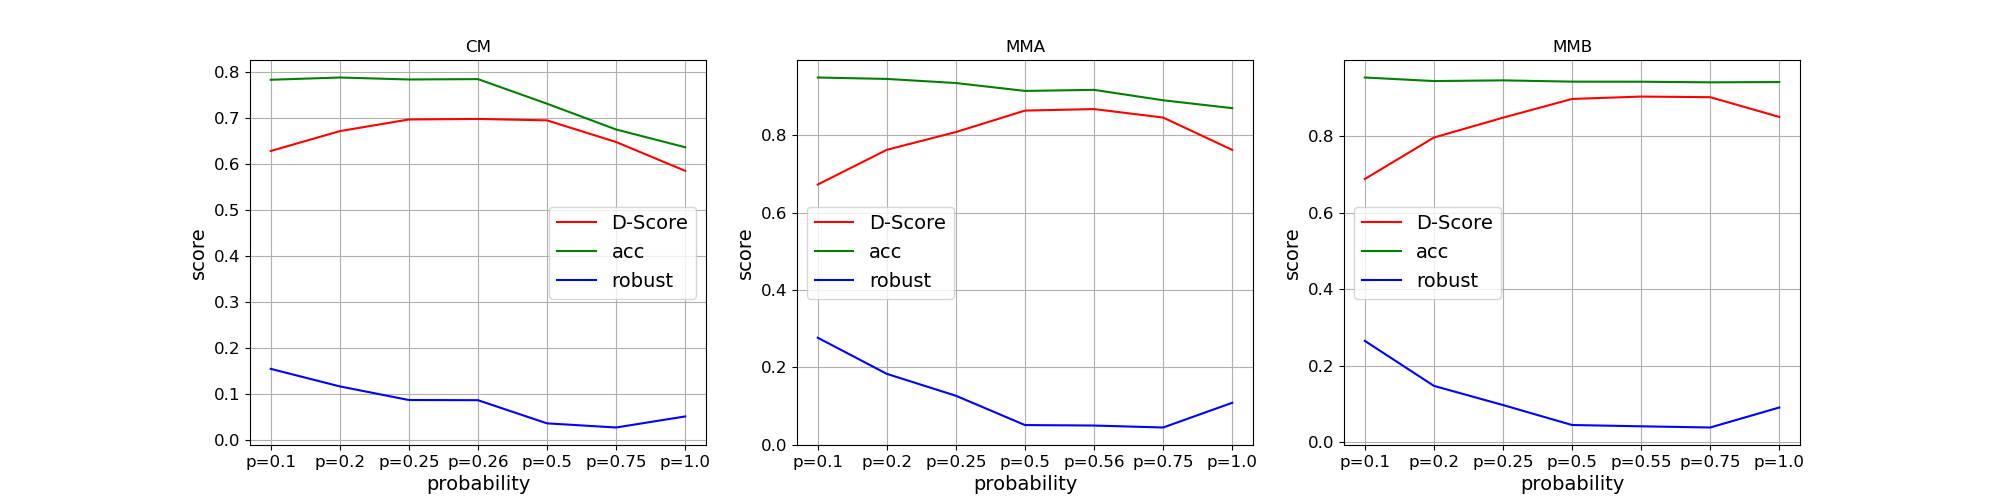 CM
0.8
0.7
0.6
0.5
0.4
0.3
0.2
0.1
0.0
score
D-Score
acc
robust
p=0.1 p=0.2 p=0.25 p=0.26 p=0.5 p=0.75 p=1.0
probability
MMA
0.8
0.6
0.4
0.2
0.0
score
D-Score
acc
robust
p=0.1 p=0.2 p=0.25 p=0.5 p=0.56 p=0.75 p=1.0
probability
MMB
0.8
0.6
0.4
0.2
0.0
score
D-Score
acc
robust
p=0.1 p=0.2 p=0.25 p=0.5 p=0.55 p=0.75 p=1.0
probability